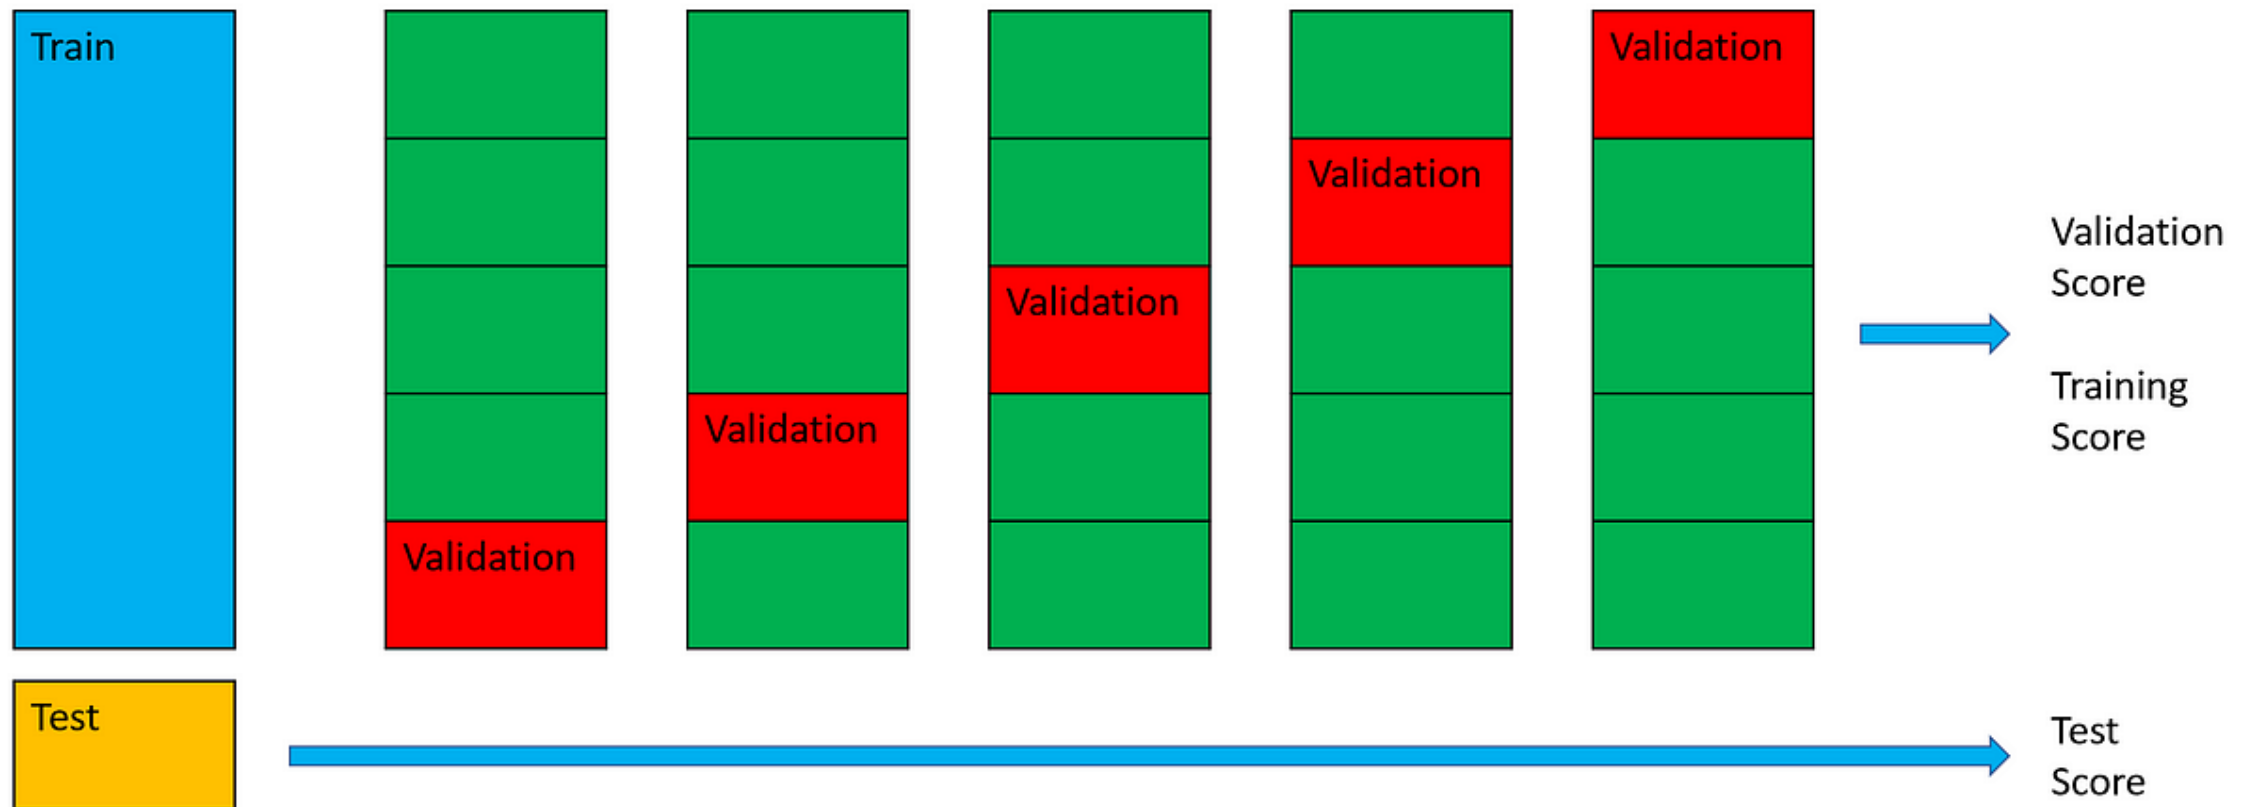 Train
Validation
Validation
Validation
Validation
Validation
Validation
Score
Training
Score
Test
Test
Score